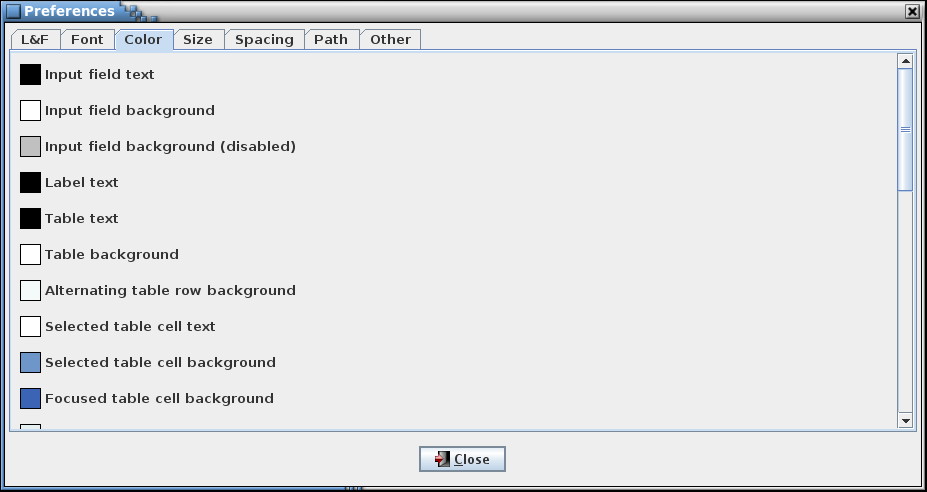 Preferences
L&F Font Color Size Spacing Path Other
Input field text
Input field background
Input field background (disabled)
Label text
Table text
Table background
Alternating table row background
Selected table cell text
Selected table cell background
Focused table cell background
Close